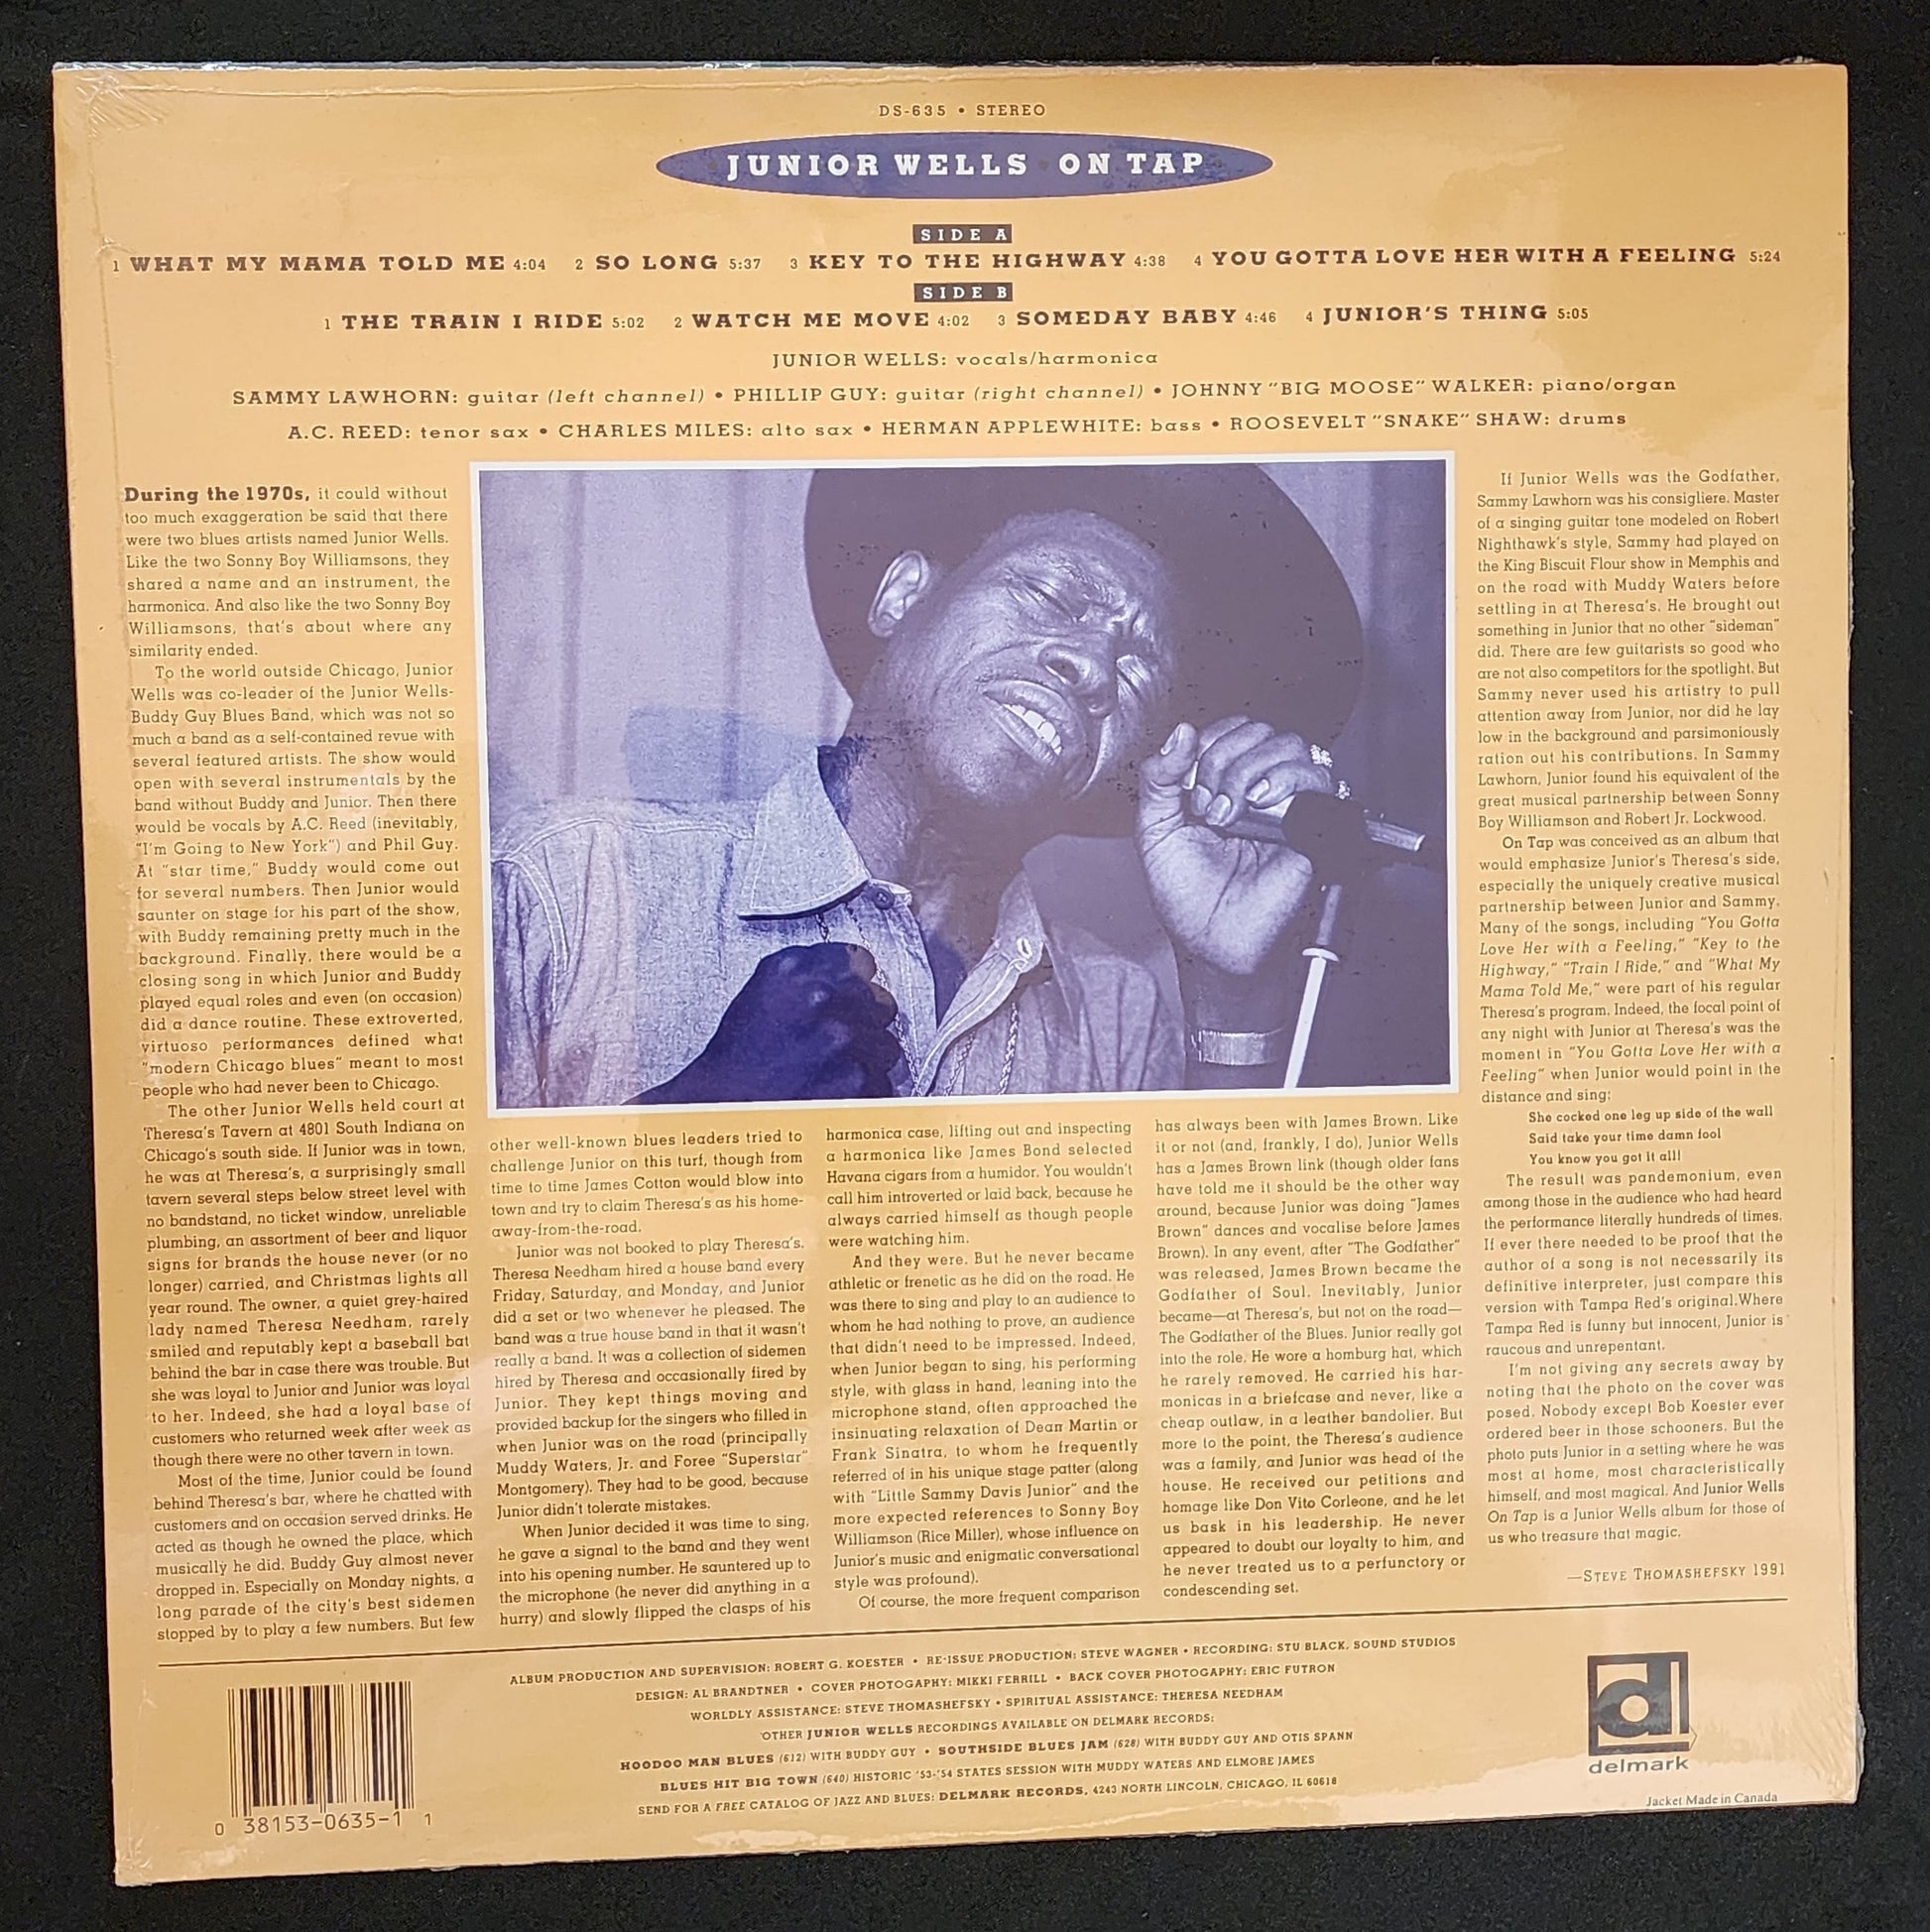 DS-635 • STEREO
JUNIOR WELLS • ON TAP
SIDE A
1 WHAT MY MAMA TOLD ME 4:04 2 SO LONG 5:37 3 KEY TO THE HIGHWAY 4:38 4 YOU GOTTA LOVE HER WITH A FEELING 5:24
SIDE B
1 THE TRAIN I RIDE 5:02 2 WATCH ME MOVE 4:02 3 SOMEDAY BABY 4:46 4 JUNIOR'S THING 5:05
JUNIOR WELLS: vocals/harmonica
SAMMY LAWHORN: guitar (left channel) • PHILLIP GUY: guitar (right channel) • JOHNNY "BIG MOOSE" WALKER: piano/organ
A.C. REED: tenor sax • CHARLES MILES: alto sax • HERMAN APPLEWHITE: bass • ROOSEVELT "SNAKE" SHAW: drums
During the 1970s, it could without
too much exaggeration be said that there
were two blues artists named Junior Wells.
Like the two Sonny Boy Williamsons, they
shared a name and an instrument, the
harmonica. And also like the two Sonny Boy
Williamsons, that's about where any
similarity ended.
To the world outside Chicago, Junior
Wells was co-leader of the Junior Wells-
Buddy Guy Blues Band, which was not so
much a band as a self-contained revue with
several featured artists. The show would
open with several instrumentals by the
band without Buddy and Junior. Then there
would be vocals by A.C. Reed (inevitably,
"I'm Going to New York") and Phil Guy.
At "star time," Buddy would come out
for several numbers. Then Junior would
saunter on stage for his part of the show,
with Buddy remaining pretty much in the
background. Finally, there would be a
closing song in which Junior and Buddy
played equal roles and even (on occasion)
did a dance routine. These extroverted,
virtuoso performances defined what
"modern Chicago blues" meant to most
people who had never been to Chicago.
The other Junior Wells held court at
Theresa's Tavern at 4801 South Indiana on
Chicago's south side. If Junior was in town,
he was at Theresa's, a surprisingly small
tavern several steps below street level with
no bandstand, no ticket window, unreliable
plumbing, an assortment of beer and liquor
signs for brands the house never (or no
longer) carried, and Christmas lights all
year round. The owner, a quiet grey-haired
lady named Theresa Needham, rarely
smiled and reputably kept a baseball bat
behind the bar in case there was trouble. But
she was loyal to Junior and Junior was loyal
to her. Indeed, she had a loyal base of
customers who returned week after week as
though there were no other tavern in town.
Most of the time, Junior could be found
behind Theresa's bar, where he chatted with
customers and on occasion served drinks. He
acted as though he owned the place, which
musically he did. Buddy Guy almost never
dropped in. Especially on Monday nights, a
long parade of the city's best sidemen
stopped by to play a few numbers. But few
other well-known blues leaders tried to
challenge Junior on this turf, though from
time to time James Cotton would blow into
town and try to claim Theresa's as his home-
away-from-the-road.
Junior was not booked to play Theresa's.
Theresa Needham hired a house band every
Friday, Saturday, and Monday, and Junior
did a set or two whenever he pleased. The
band was a true house band in that it wasn't
really a band. It was a collection of sidemen
hired by Theresa and occasionally fired by
Junior. They kept things moving and
provided backup for the singers who filled in
when Junior was on the road (principally
Muddy Waters, Jr. and Foree "Superstar"
Montgomery). They had to be good, because
Junior didn't tolerate mistakes.
When Junior decided it was time to sing,
he gave a signal to the band and they went
into his opening number. He sauntered up to
the microphone (he never did anything in a
hurry) and slowly flipped the clasps of his
harmonica case, lifting out and inspecting
a harmonica like James Bond selected
Havana cigars from a humidor. You wouldn't
call him introverted or laid back, because he
always carried himself as though people
were watching him.
And they were. But he never became
athletic or frenetic as he did on the road. He
was there to sing and play to an audience to
whom he had nothing to prove, an audience
that didn't need to be impressed. Indeed,
when Junior began to sing, his performing
style, with glass in hand, leaning into the
microphone stand, often approached the
insinuating relaxation of Dean Martin or
Frank Sinatra, to whom he frequently
referred of in his unique stage patter (along
with "Little Sammy Davis Junior" and the
more expected references to Sonny Boy
Williamson (Rice Miller), whose influence on
Junior's music and enigmatic conversational
style was profound).
Of course, the more frequent comparison
has always been with James Brown. Like
it or not (and, frankly, I do), Junior Wells
has a James Brown link (though older fans
have told me it should be the other way
around, because Junior was doing "James
Brown" dances and vocalise before James
Brown). In any event, after "The Godfather"
was released, James Brown became the
Godfather of Soul. Inevitably, Junior
became—at Theresa's, but not on the road—
The Godfather of the Blues. Junior really got
into the role. He wore a homburg hat, which
he rarely removed. He carried his har-
monicas in a briefcase and never, like a
cheap outlaw, in a leather bandolier. But
more to the point, the Theresa's audience
was a family, and Junior was head of the
house. He received our petitions and
homage like Don Vito Corleone, and he let
us bask in his leadership. He never
appeared to doubt our loyalty to him, and
he never treated us to a perfunctory or
condescending set.
If Junior Wells was the Godfather,
Sammy Lawhorn was his consigliere. Master
of a singing guitar tone modeled on Robert
Nighthawk's style, Sammy had played on
the King Biscuit Flour show in Memphis and
on the road with Muddy Waters before
settling in at Theresa's. He brought out
something in Junior that no other "sideman"
did. There are few guitarists so good who
are not also competitors for the spotlight. But
Sammy never used his artistry to pull
attention away from Junior, nor did he lay
low in the background and parsimoniously
ration out his contributions. In Sammy
Lawhorn, Junior found his equivalent of the
great musical partnership between Sonny
Boy Williamson and Robert Jr. Lockwood.
On Tap was conceived as an album that
would emphasize Junior's Theresa's side,
especially the uniquely creative musical
partnership between Junior and Sammy.
Many of the songs, including "You Gotta
Love Her with a Feeling," "Key to the
Highway," "Train I Ride," and "What My
Mama Told Me," were part of his regular
Theresa's program. Indeed, the focal point of
any night with Junior at Theresa's was the
moment in "You Gotta Love Her with a
Feeling" when Junior would point in the
distance and sing:
She cocked one leg up side of the wall
Said take your time damn fool
You know you got it all!
The result was pandemonium, even
among those in the audience who had heard
the performance literally hundreds of times.
If ever there needed to be proof that the
author of a song is not necessarily its
definitive interpreter, just compare this
version with Tampa Red's original.Where
Tampa Red is funny but innocent, Junior is
raucous and unrepentant.
I'm not giving any secrets away by
noting that the photo on the cover was
posed. Nobody except Bob Koester ever
ordered beer in those schooners. But the
photo puts Junior in a setting where he was
most at home, most characteristically
himself, and most magical. And Junior Wells
On Tap is a Junior Wells album for those of
us who treasure that magic.
—STEVE THOMASHEFSKY 1991
ALBUM PRODUCTION AND SUPERVISION: ROBERT G. KOESTER • RE-ISSUE PRODUCTION: STEVE WAGNER • RECORDING: STU BLACK, SOUND STUDIOS
DESIGN: AL BRANDTNER • COVER PHOTOGAPHY: MIKKI FERRILL • BACK COVER PHOTOGAPHY: ERIC FUTRON
WORLDLY ASSISTANCE: STEVE THOMASHEFSKY • SPIRITUAL ASSISTANCE: THERESA NEEDHAM
OTHER JUNIOR WELLS RECORDINGS AVAILABLE ON DELMARK RECORDS:
HOODOO MAN BLUES (612) WITH BUDDY GUY • SOUTHSIDE BLUES JAM (628) WITH BUDDY GUY AND OTIS SPANN
BLUES HIT BIG TOWN (640) HISTORIC '53-'54 STATES SESSION WITH MUDDY WATERS AND ELMORE JAMES
SEND FOR A FREE CATALOG OF JAZZ AND BLUES: DELMARK RECORDS, 4243 NORTH LINCOLN, CHICAGO, IL 60618
0 38153-0635-1 1
d
delmark
Jacket Made in Canada